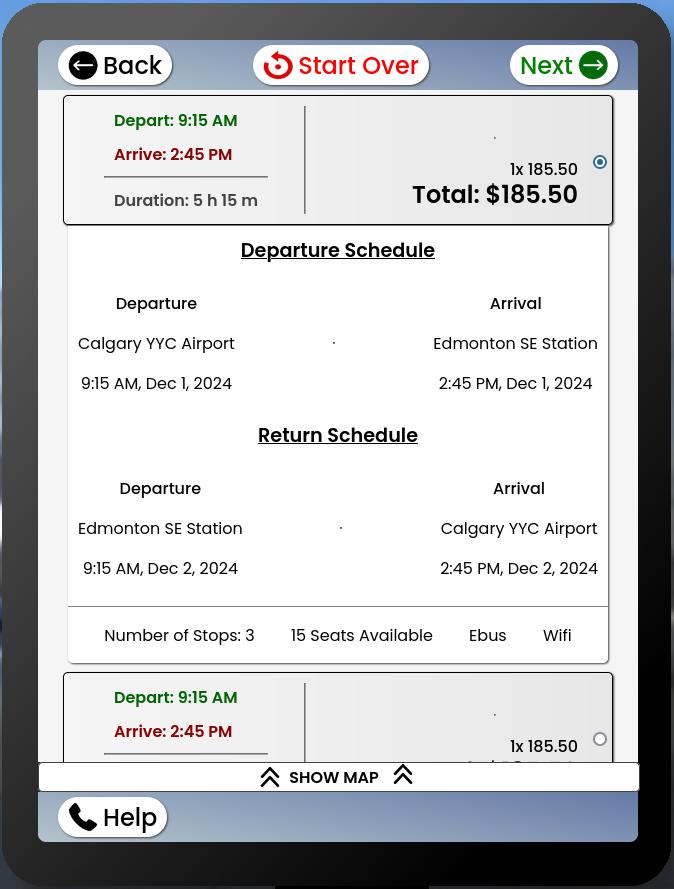 Back Start Over Next
Depart: 9:15 AM
Arrive: 2:45 PM
1x 185.50
Total: $185.50
Duration: 5 h 15 m
Departure Schedule
Departure Arrival
Calgary YYC Airport Edmonton SE Station
9:15 AM, Dec 1, 2024 2:45 PM, Dec 1, 2024
Return Schedule
Departure Arrival
Edmonton SE Station Calgary YYC Airport
9:15 AM, Dec 2, 2024 2:45 PM, Dec 2, 2024
Number of Stops: 3 15 Seats Available Ebus Wifi
Depart: 9:15 AM
Arrive: 2:45 PM
1x 185.50
SHOW MAP
Help